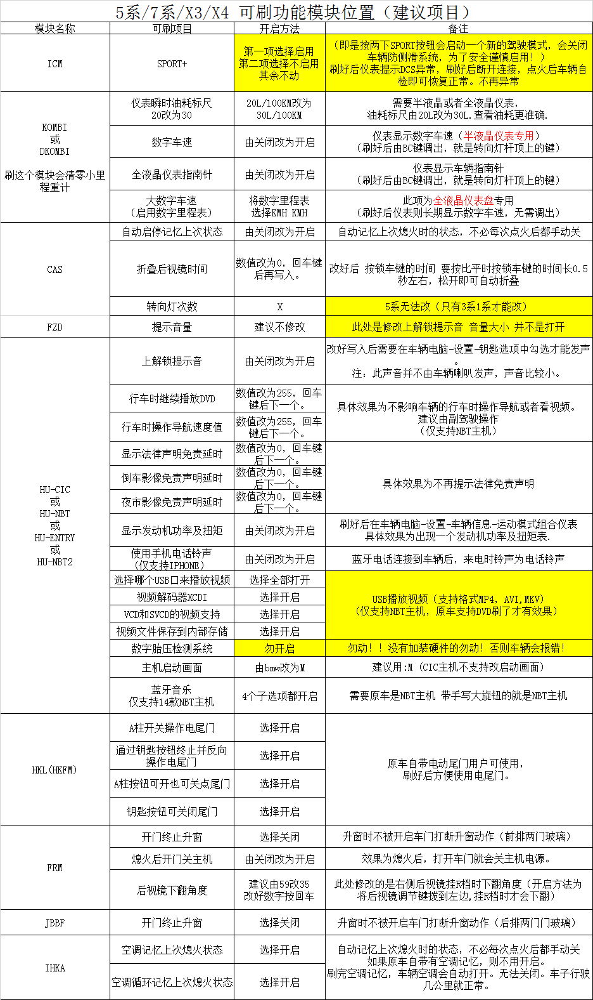 5系/7系/X3/X4 可刷功能模块位置（建议项目）
模块名称 可刷项目 开启方法 备注
ICM
SPORT+
第一项选择启用
第二项选择不启用
其余不动
（即是按两下SPORT按钮会启动一个新的驾驶模式，会关闭
车辆防侧滑系统，为了安全谨慎启用！）
刷好后仪表提示DCS异常，刷好后断开连接，点火后车辆自
检即可恢复正常。不再异常
KOMBI
或
DKOMBI
刷这个模块会清零小里
程重计
仪表瞬时油耗标尺
20改为30
20L/100KM改为
30L/100KM
需要半液晶或者全液晶仪表，
油耗标尺由20L改为30L.查看油耗更准确.
数字车速
由关闭改为开启
仪表显示数字车速（半液晶仪表专用）
（刷好后由BC键调出，就是转向灯杆顶上的键）
全液晶仪表指南针
由关闭改为开启
仪表显示车辆指南针
（刷好后由BC键调出，就是转向灯杆顶上的键）
大数字车速
（启用数字里程表）
将数字里程表
选择KMH KMH
此项为全液晶仪表盘专用
（刷好后仪表则长期显示数字车速，无需调出）
CAS
自动启停记忆上次状态
由关闭改为开启
自动记忆上次熄火时的状态，不必每次点火后都手动关
折叠后视镜时间
数值改为0，回车键
后再写入。
改好后 按锁车键的时间 要按比平时按锁车键的时间长0.5
秒左右，松开即可自动折叠
转向灯次数
X
5系无法改（只有3系1系才能改）
FZD
提示音量
建议不修改
此处是修改上解锁提示音 音量大小 并不是打开
HU-CIC
或
HU-NBT
或
HU-ENTRY
或
HU-NBT2
上解锁提示音
由关闭改为开启
改好写入后需要在车辆电脑-设置-钥匙选项中勾选才能发声
。
注：此声音并不由车辆喇叭发声，声音比较小。
行车时继续播放DVD
数值改为255，回车
键后下一个。
行车时操作导航速度值
数值改为255，回车
键后下一个。
具体效果为不影响车辆的行车时操作导航或者看视频。
建议由副驾驶操作
（仅支持NBT主机）
显示法律声明免责延时
数值改为0，回车键
后下一个。
倒车影像免责声明延时
数值改为0，回车键
后下一个。
夜市影像免责声明延时
数值改为0，回车键
后下一个。
具体效果为不再提示法律免责声明
显示发动机功率及扭矩
由关闭改为开启
刷好后在车辆电脑-设置-车辆信息-运动模式组合仪表
具体效果为出现一个发动机功率及扭矩表.
使用手机电话铃声
（仅支持IPHONE）
由关闭改为开启
蓝牙电话连接到车辆后，来电时铃声为电话铃声
选择哪个USB口来播放视频
选择全部打开
视频解码器XCDI
选择开启
VCD和SVCD的视频支持
选择开启
视频文件保存到内部存储
选择开启
USB播放视频（支持格式MP4，AVI,MKV）
（仅支持NBT主机，原车支持DVD刷了才有效果）
数字胎压检测系统
勿开启
勿动！！没有加装硬件的勿动！否则车辆会报错！
主机启动画面
由bmw改为M
建议用:M（CIC主机不支持改启动画面）
蓝牙音乐
仅支持14款NBT主机
4个子选项都开启
需要原车是NBT主机 带手写大旋钮的就是NBT主机
HKL(HKFM)
A柱开关操作电尾门
选择开启
通过钥匙按钮终止并反向
操作电尾门
选择开启
A柱按钮可开也可关点尾门
选择开启
钥匙按钮可关闭尾门
选择开启
原车自带电动尾门用户可使用，
刷好后方便使用电尾门。
FRM
开门终止升窗
选择关闭
升窗时不被开启车门打断升窗动作（前排两门玻璃）
熄火后开门关主机
由关闭改为开启
效果为熄火后，打开车门就会关主机电源。
后视镜下翻角度
建议由59改35
改好数字按回车
此处修改的是右侧后视镜挂R档时下翻角度（开启方法为
将后视镜调节键拨到左边,挂R档时才会下翻）
JBBF
开门终止升窗
选择关闭
升窗时不被开启车门打断升窗动作（后排两门门玻璃）
IHKA
空调记忆上次熄火状态
选择开启
空调循环记忆上次熄火状态
选择开启
自动记忆上次熄火时的状态，不必每次点火后都手动关
如果原车自带有空调记忆，则不用开启。
刷完空调记忆，车辆空调会自动打开。无法关闭。车子行驶
几公里就正常。